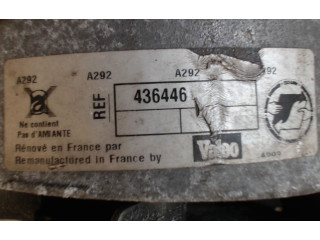 A292 A292 A292 A292
REF 436446
Ne contient
Pas d'AMIANTE
Rénové en France par
Remanufactured in France by
Valeo